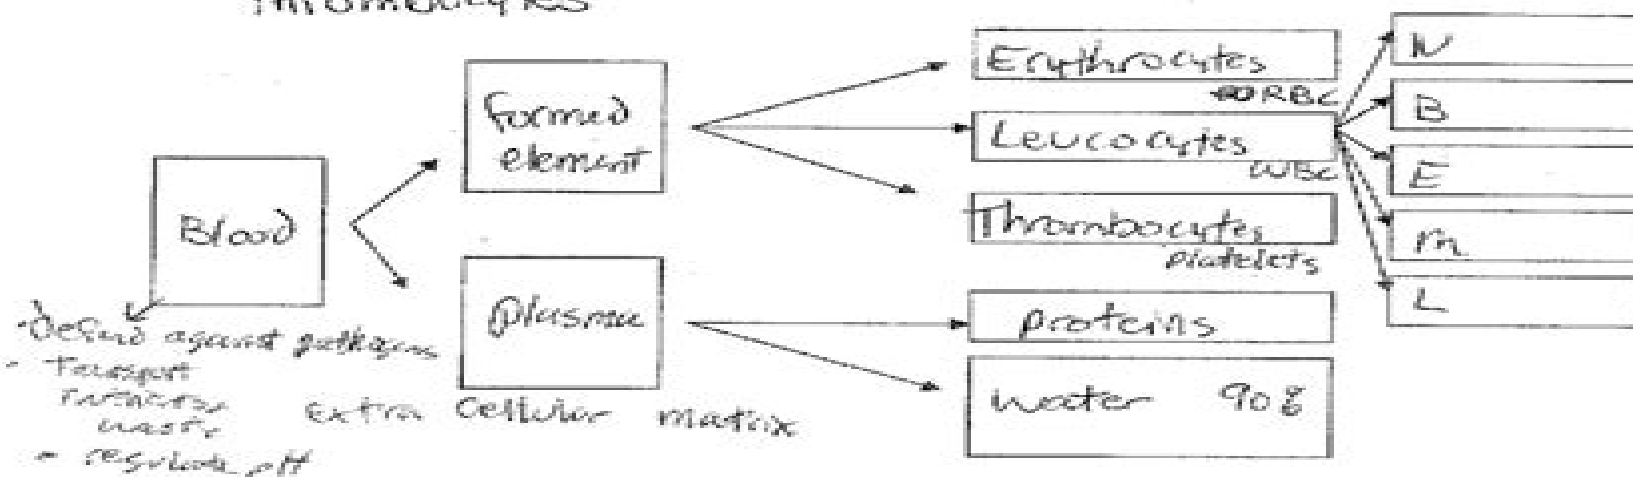 Thrombocytes
Blood
Formed
element
plasma
Erythrocytes
RBC
Leucocytes
WBC
Thrombocytes
platelets
proteins
water 90%
N
B
E
m
L
Defend against pathogens
- Transport
waste
- regulate pH
Extra Cellular matrix